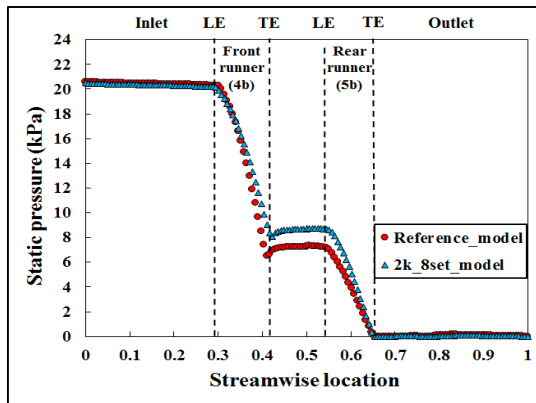 Inlet LE TE LE TE Outlet
Front runner (4b)
Rear runner (5b)
24
22
20
18
16
14
12
10
8
6
4
2
0
Static pressure (kPa)
Reference_model
2k_8set_model
0 0.1 0.2 0.3 0.4 0.5 0.6 0.7 0.8 0.9 1
Streamwise location